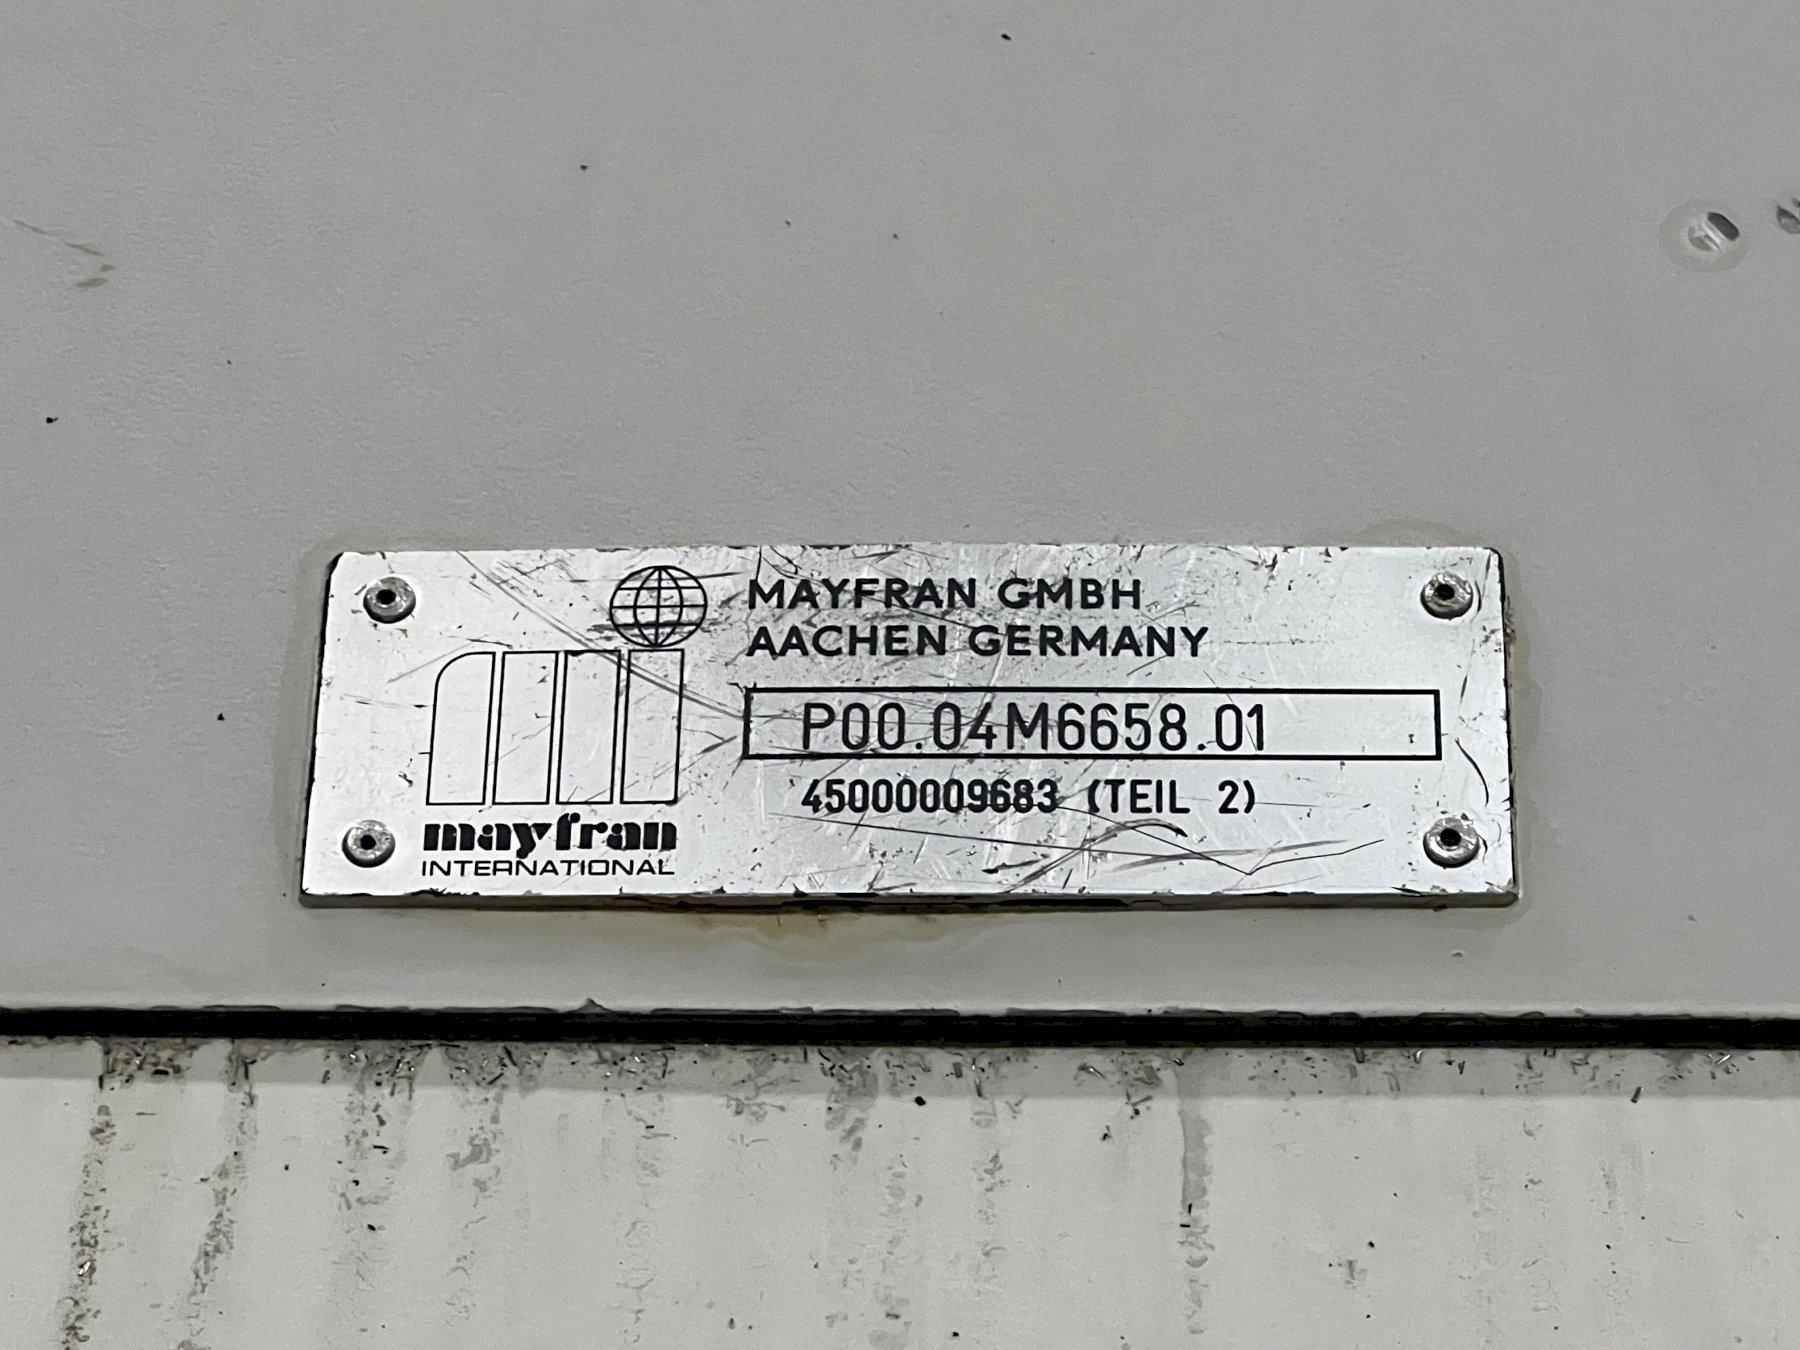 MAYFRAN GMBH
AACHEN GERMANY
P00.04M6658.01
45000009683 (TEIL 2)
mayfran
INTERNATIONAL